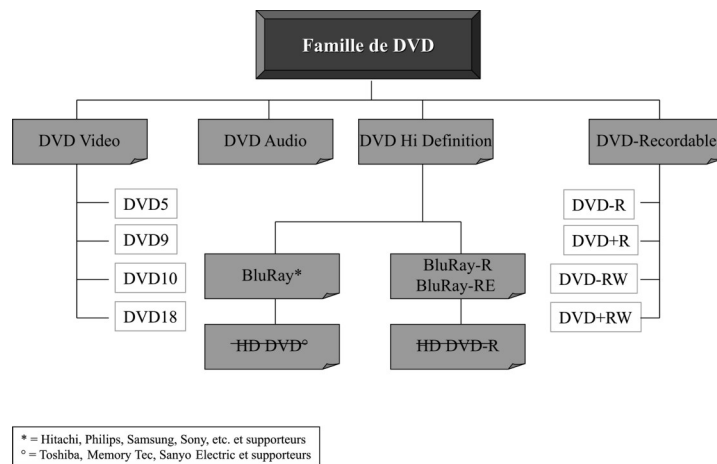 Famille de DVD
DVD Video
DVD Audio
DVD Hi Definition
DVD-Recordable
DVD5
DVD9
DVD10
DVD18
BluRay*
HD DVD°
BluRay-R
BluRay-RE
HD DVD-R
DVD-R
DVD+R
DVD-RW
DVD+RW
* = Hitachi, Philips, Samsung, Sony, etc. et supporteurs
° = Toshiba, Memory Tec, Sanyo Electric et supporteurs